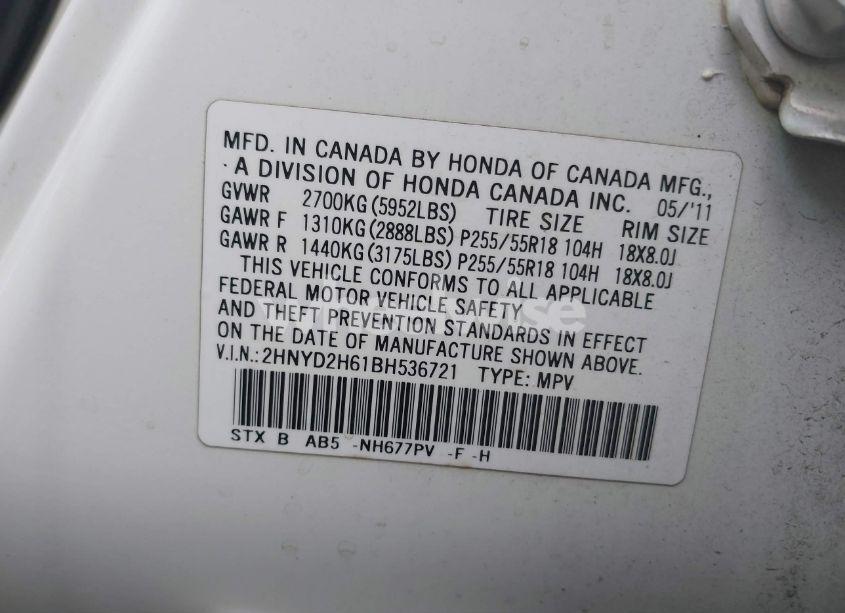 MFD. IN CANADA BY HONDA OF CANADA MFG.,
A DIVISION OF HONDA CANADA INC. 05/'11
GVWR 2700KG (5952LBS) TIRE SIZE RIM SIZE
GAWR F 1310KG (2888LBS) P255/55R18 104H 18X8.0J
GAWR R 1440KG (3175LBS) P255/55R18 104H 18X8.0J
THIS VEHICLE CONFORMS TO ALL APPLICABLE
FEDERAL MOTOR VEHICLE SAFETY
AND THEFT PREVENTION STANDARDS IN EFFECT
ON THE DATE OF MANUFACTURE SHOWN ABOVE.
V.I.N.: 2HNYD2H61BH536721 TYPE: MPV
STX B AB5 -NH677PV -F -H